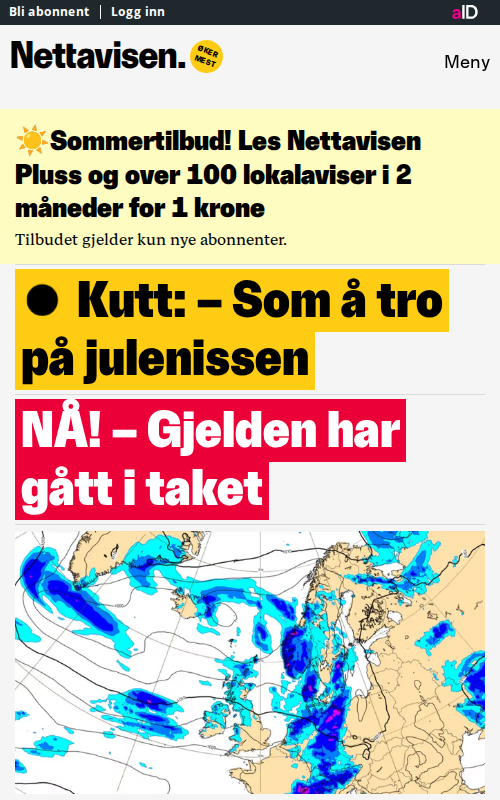 Bli abonnent | Logg inn
aID
Nettavisen.
ØKER
MEST
Meny
☀️Sommertilbud! Les Nettavisen
Pluss og over 100 lokalaviser i 2
måneder for 1 krone
Tilbudet gjelder kun nye abonnenter.
● Kutt: – Som å tro
på julenissen
NÅ! – Gjelden har
gått i taket